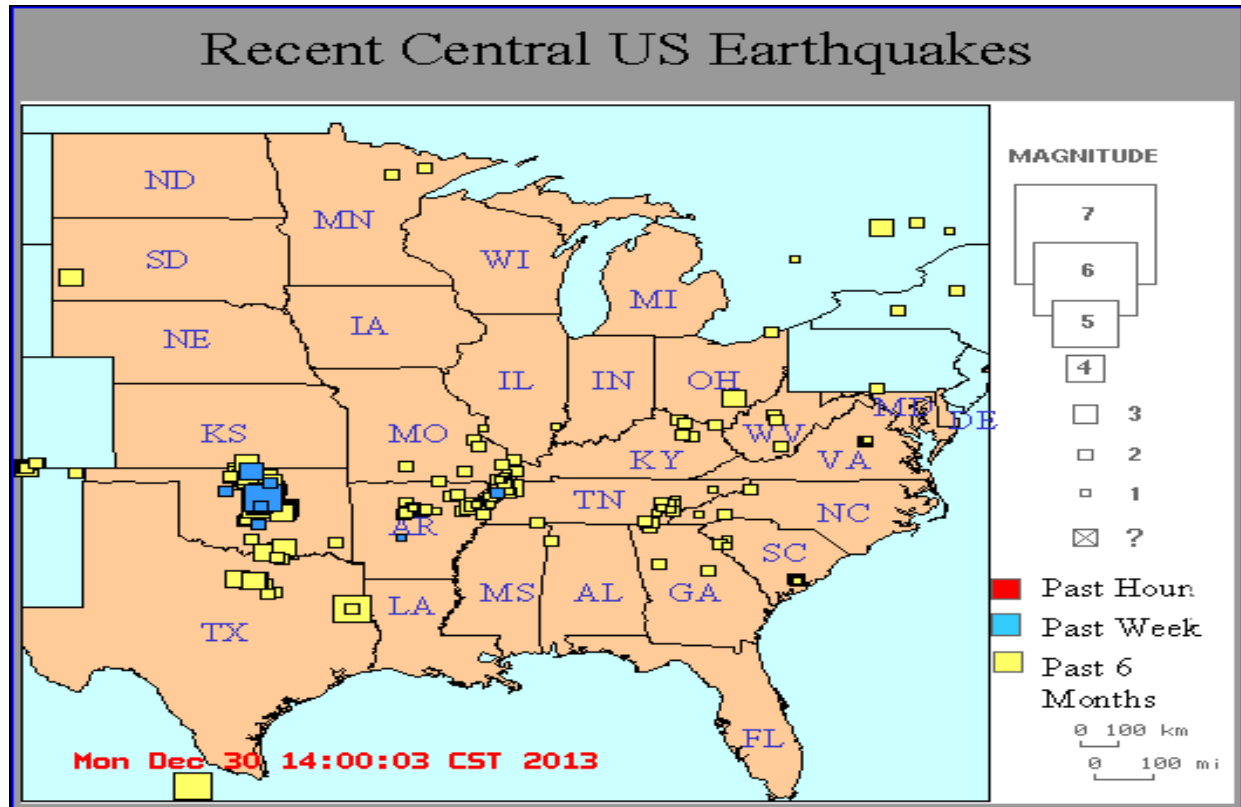 Recent Central US Earthquakes
MAGNITUDE
7
6
5
4
3
2
1
?
ND
MN
SD
WI
MI
NE
IA
IL
IN
OH
KS
MO
WV
MD
DE
KY
VA
TN
NC
AR
SC
MS
AL
GA
LA
TX
FL
Past Houn
Past Week
Past 6
Months
0 100 km
0 100 mi
Mon Dec 30 14:00:03 CST 2013